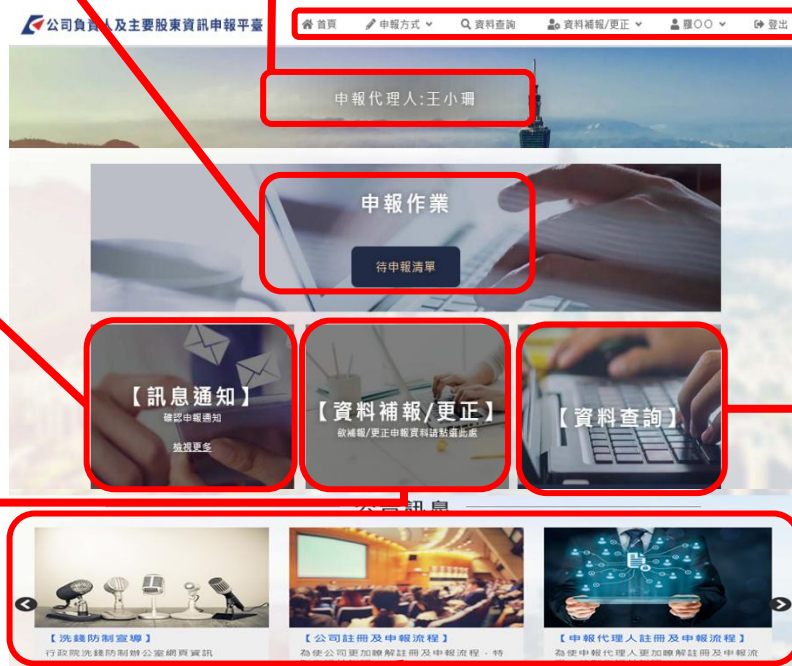 公司負責人及主要股東資訊申報平臺
首頁
申報方式
資料查詢
資料補報/更正
羅〇〇
登出
申報代理人:王小珊
申報作業
待申報清單
【訊息通知】
確認申報通知
檢視更多
【資料補報/更正】
欲補報/更正申報資料請點選此處
【資料查詢】
公司訊息
【洗錢防制宣導】
行政院洗錢防制辦公室網頁資訊
【公司註冊及申報流程】
為使公司更加瞭解註冊及申報流程，特
【申報代理人註冊及申報流程】
為使申報代理人更加瞭解註冊及申報流